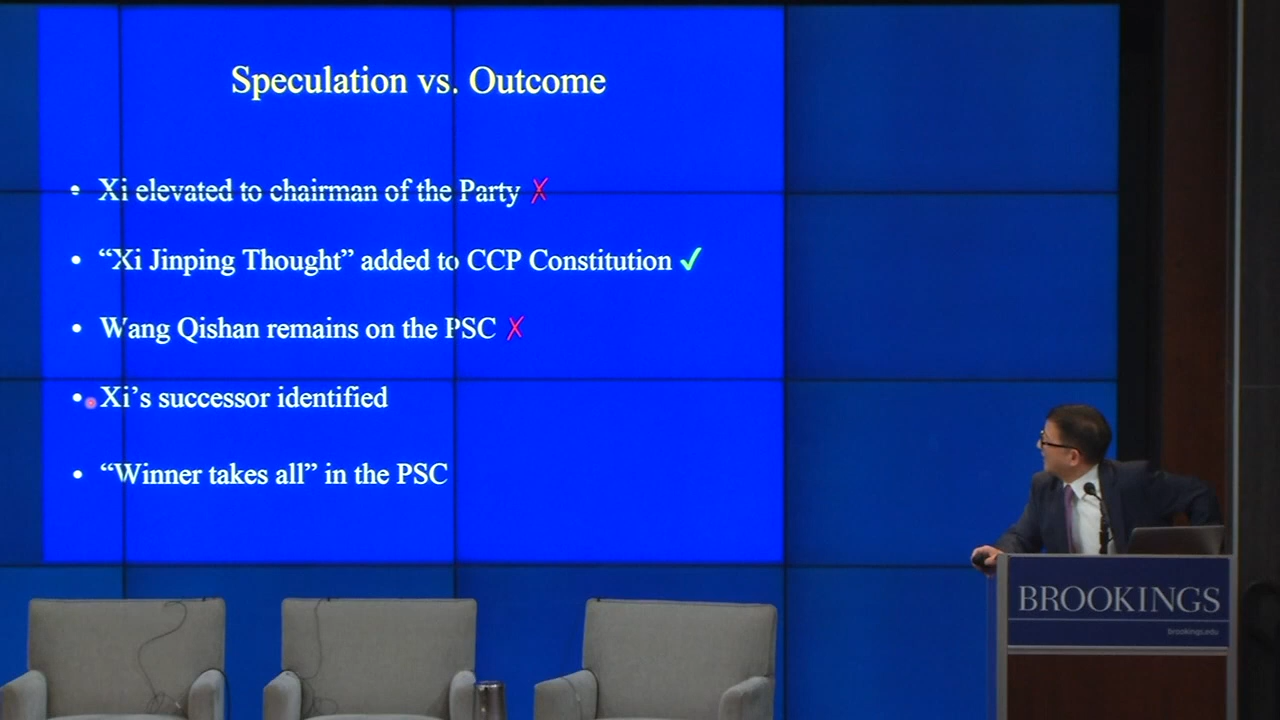 Speculation vs. Outcome
• Xi elevated to chairman of the Party ✗
• “Xi Jinping Thought” added to CCP Constitution ✓
• Wang Qishan remains on the PSC ✗
• Xi’s successor identified
• “Winner takes all” in the PSC
BROOKINGS
brookings.edu